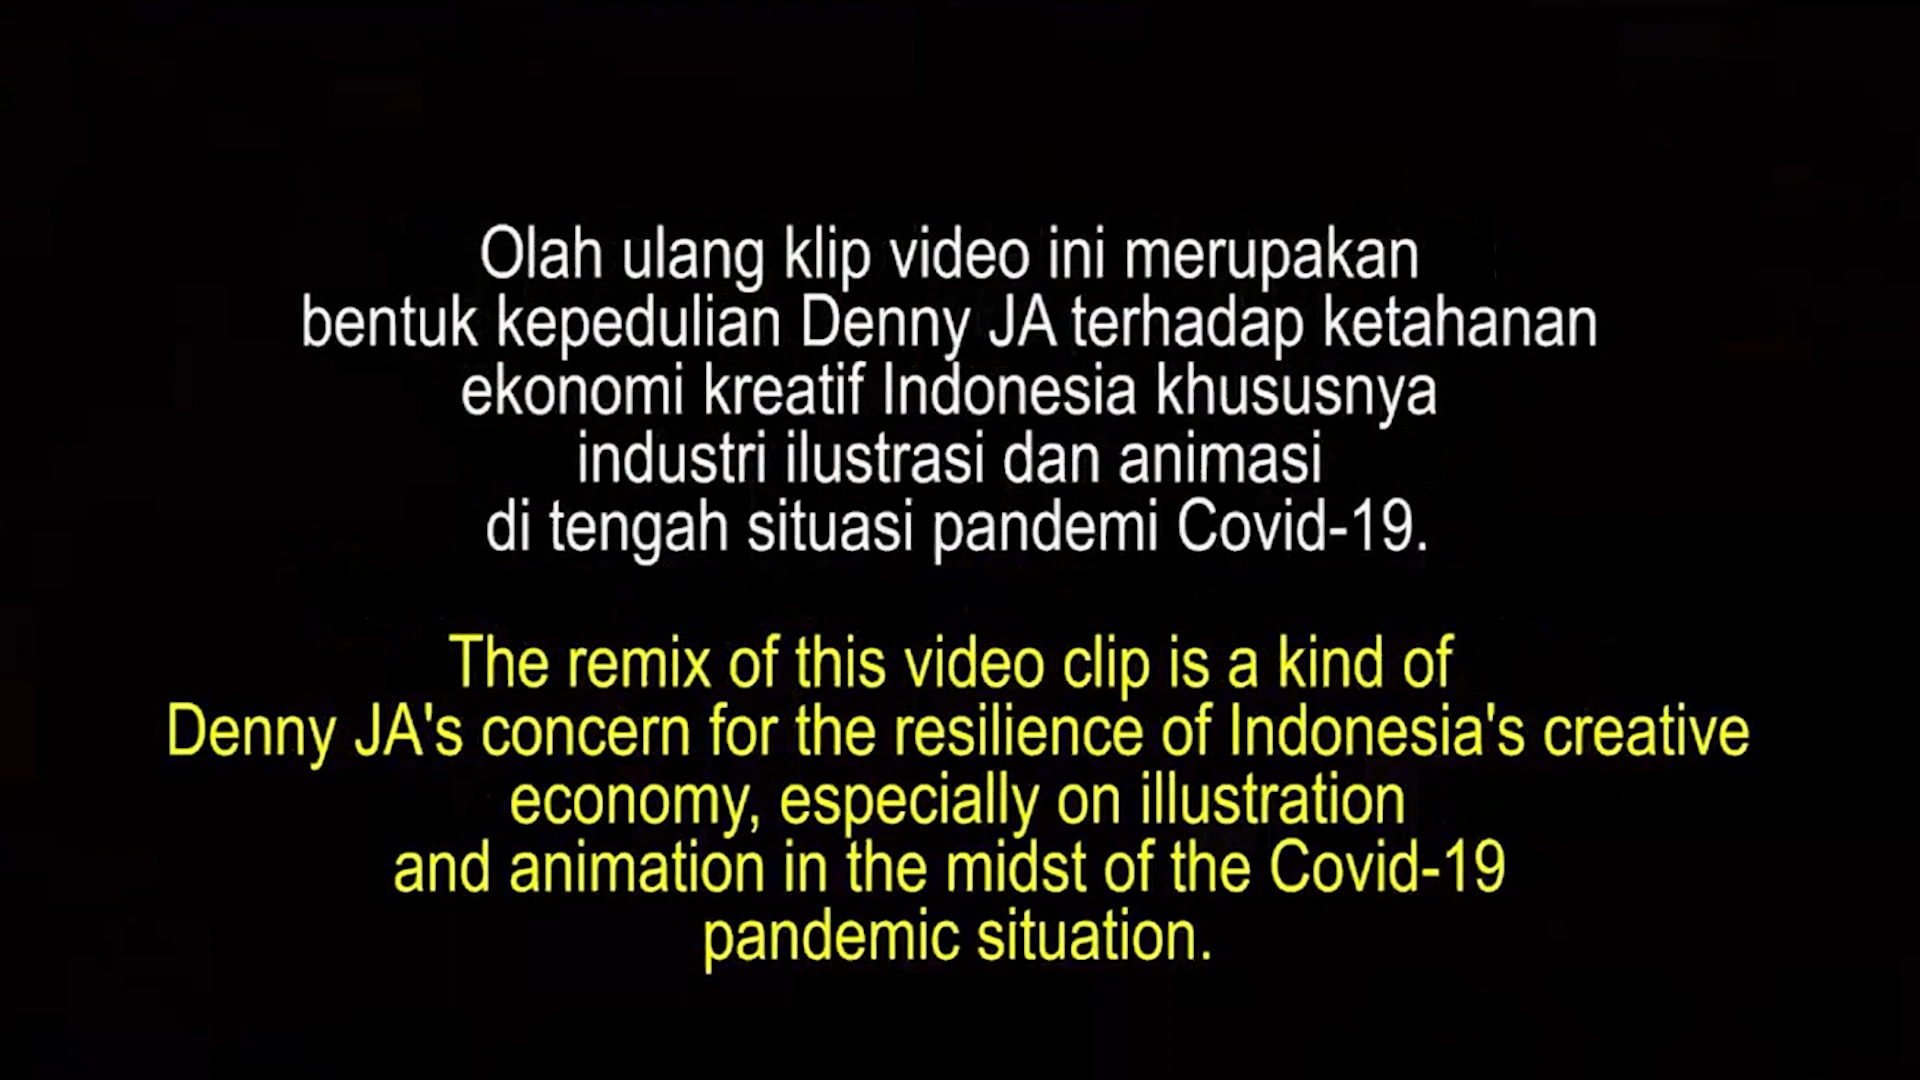 Olah ulang klip video ini merupakan
bentuk kepedulian Denny JA terhadap ketahanan
ekonomi kreatif Indonesia khususnya
industri ilustrasi dan animasi
di tengah situasi pandemi Covid-19.
The remix of this video clip is a kind of
Denny JA's concern for the resilience of Indonesia's creative
economy, especially on illustration
and animation in the midst of the Covid-19
pandemic situation.